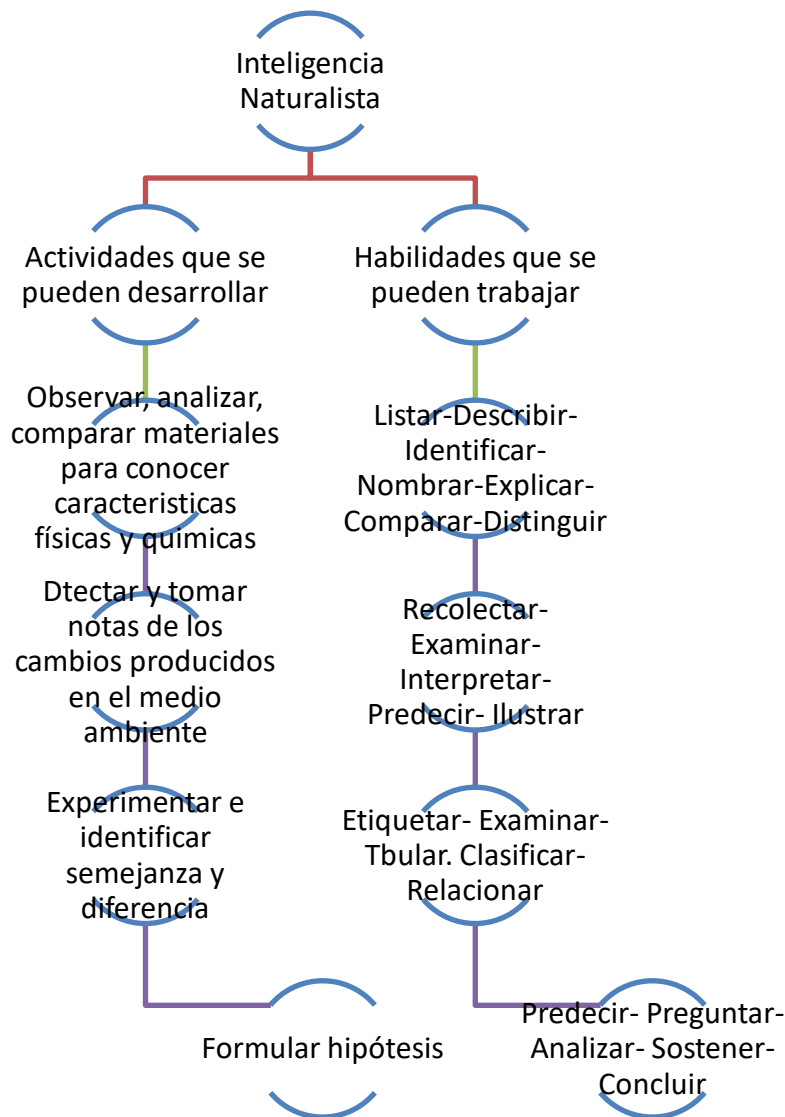 Inteligencia
Naturalista
Actividades que se
pueden desarrollar
Habilidades que se
pueden trabajar
Observar, analizar,
comparar materiales
para conocer
caracteristicas
físicas y quimicas
Listar-Describir-
Identificar-
Nombrar-Explicar-
Comparar-Distinguir
Dtectar y tomar
notas de los
cambios producidos
en el medio
ambiente
Recolectar-
Examinar-
Interpretar-
Predecir- Ilustrar
Experimentar e
identificar
semejanza y
diferencia
Etiquetar- Examinar-
Tbular. Clasificar-
Relacionar
Formular hipótesis
Predecir- Preguntar-
Analizar- Sostener-
Concluir